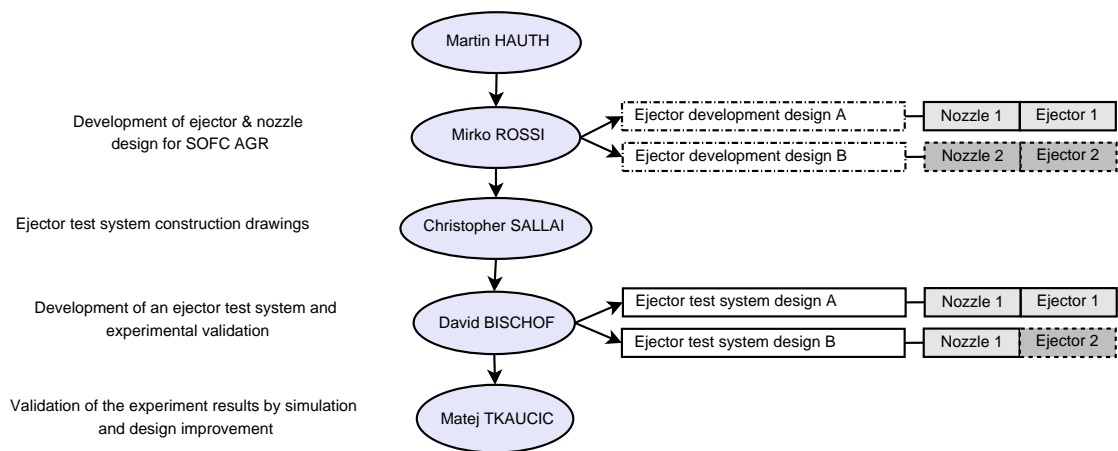 Martin HAUTH
Development of ejector & nozzle
design for SOFC AGR
Mirko ROSSI
Ejector development design A
Nozzle 1
Ejector 1
Ejector development design B
Nozzle 2
Ejector 2
Ejector test system construction drawings
Christopher SALLAI
Development of an ejector test system and
experimental validation
David BISCHOF
Ejector test system design A
Nozzle 1
Ejector 1
Ejector test system design B
Nozzle 1
Ejector 2
Validation of the experiment results by simulation
and design improvement
Matej TKAUCIC